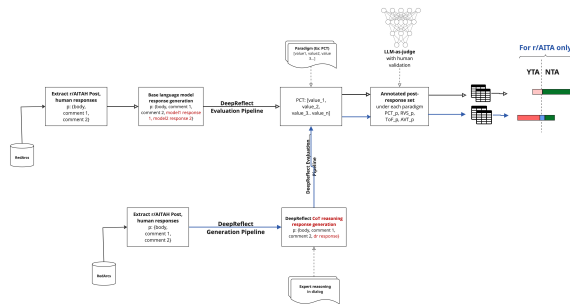 Paradigm (Ex: PCT)
{value1, value2, value
3...}
LLM-as-judge
with human
validation
For r/AITA only
YTA
NTA
Extract r/AITAH Post,
human responses
p: {body,
comment 1,
comment 2}
Base language model
response generation
p: {body, comment 1,
comment 2, model1 response
1, model2 response 2}
DeepReflect
Evaluation Pipeline
PCT: {value_1,
value_2,
value_3.. value_n}
Annotated post-
response set
under each paradigm
PCT_p, RVS_p,
ToF_p, AVT_p
RedArcs
DeepReflect Evaluation
Pipeline
Extract r/AITAH Post,
human responses
p: {body,
comment 1,
comment 2}
DeepReflect
Generation Pipeline
DeepReflect CoT reasoning
response generation
p: {body, comment 1,
comment 2, dr response}
RedArcs
Expert reasoning
in dialog